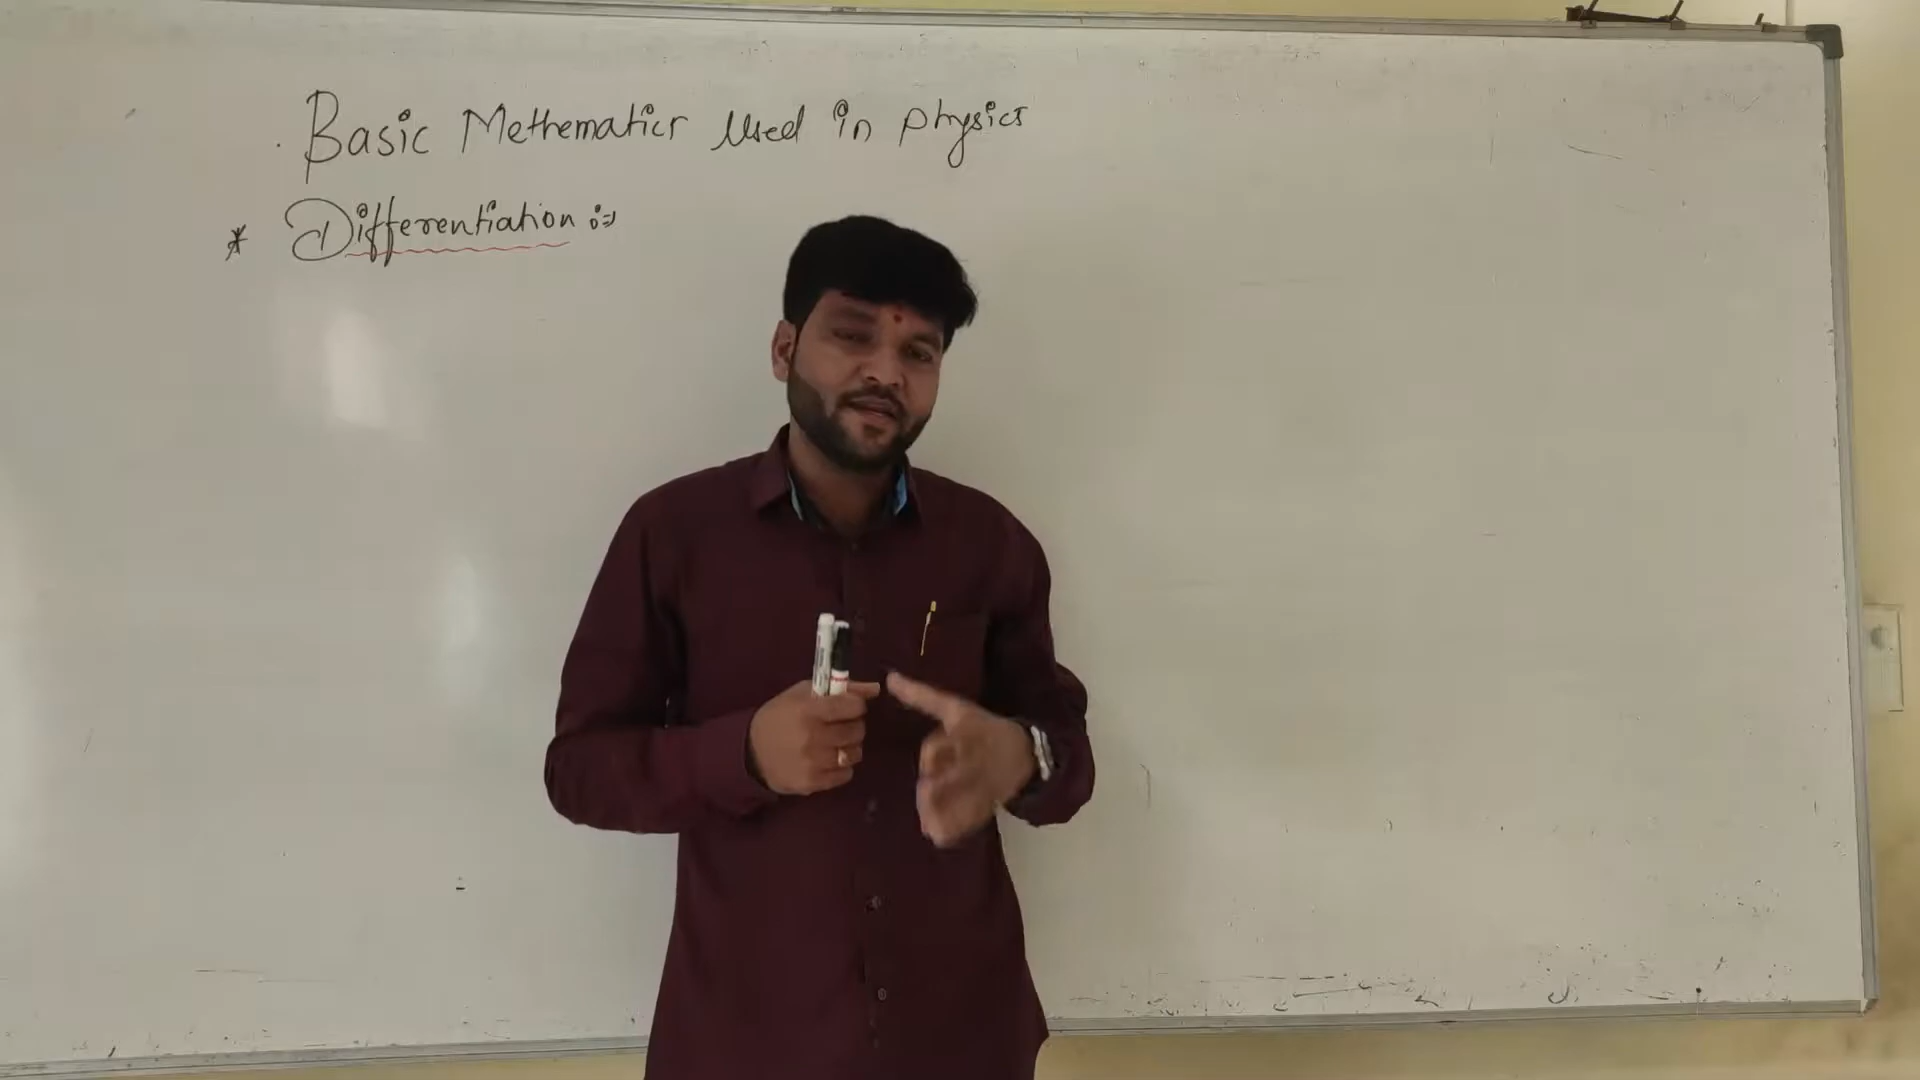 Basic Methematics Used in physics
* Differentiation :⇒